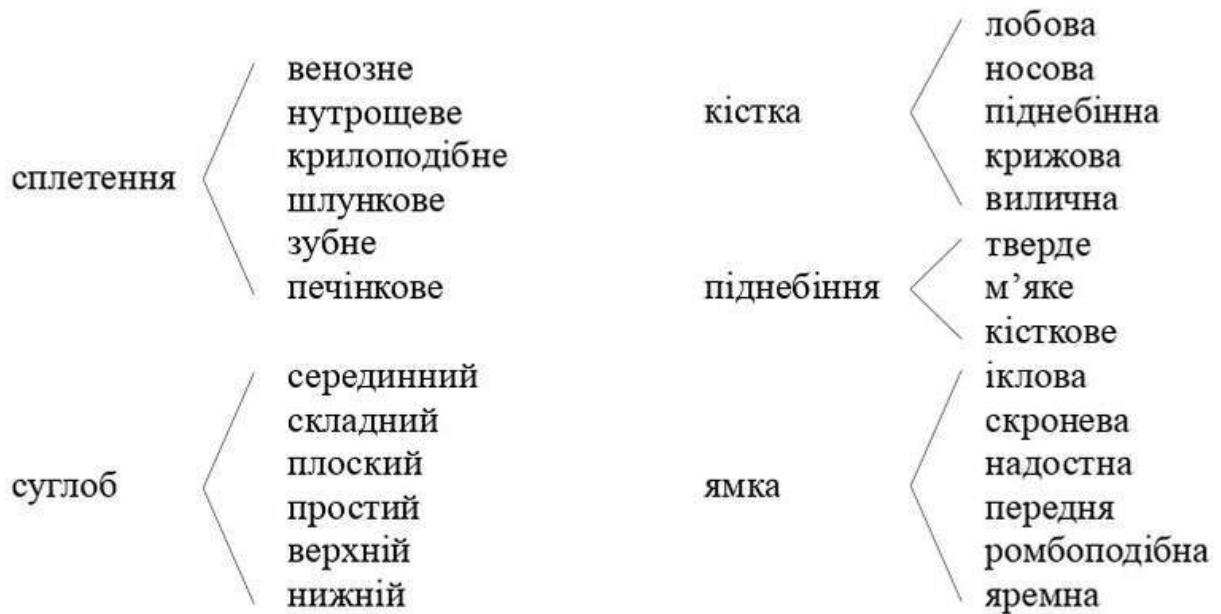 сплетення
венозне
нутрощеве
крилоподібне
шлункове
зубне
печінкове
суглоб
серединний
складний
плоский
простий
верхній
нижній
кістка
лобова
носова
піднебінна
крижова
вилична
піднебіння
тверде
м’яке
кісткове
ямка
іклова
скронева
надостна
передня
ромбоподібна
яремна